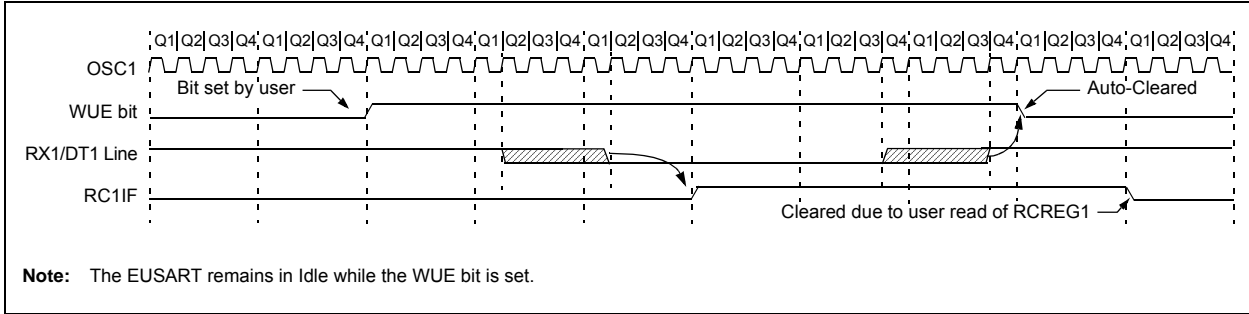 Q1 Q2 Q3 Q4 Q1 Q2 Q3 Q4 Q1 Q2 Q3 Q4 Q1 Q2 Q3 Q4 Q1 Q2 Q3 Q4 Q1 Q2 Q3 Q4 Q1 Q2 Q3 Q4 Q1 Q2 Q3 Q4 Q1 Q2 Q3 Q4 Q1 Q2 Q3 Q4
OSC1
Bit set by user
Auto-Cleared
WUE bit
RX1/DT1 Line
RC1IF
Cleared due to user read of RCREG1
Note: The EUSART remains in Idle while the WUE bit is set.